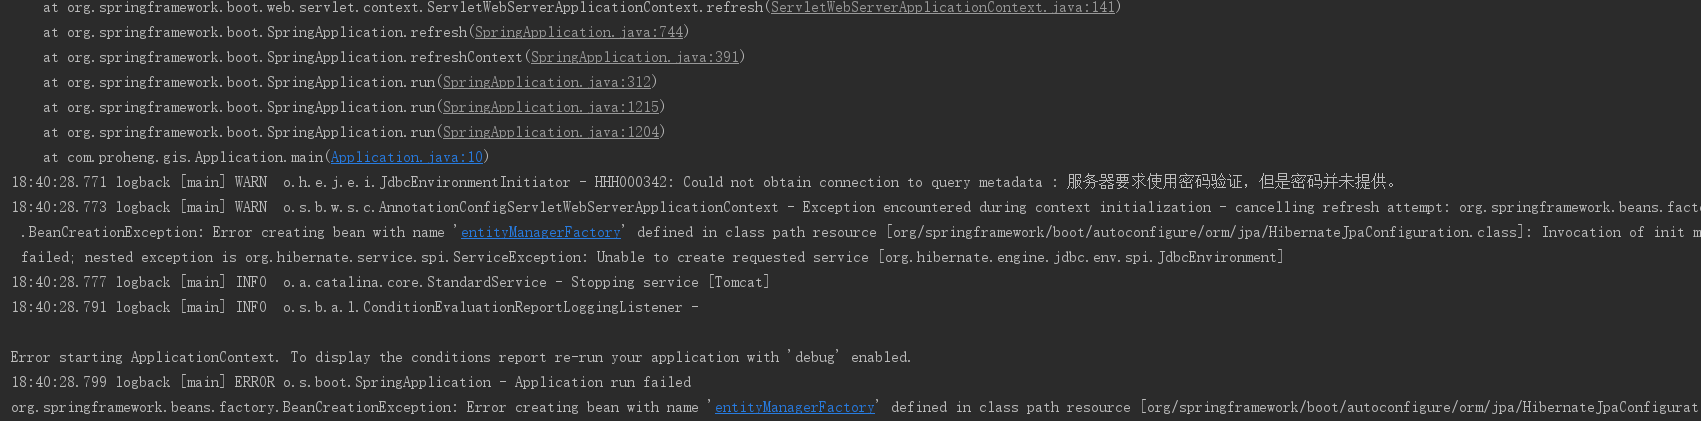 at org.springframework.boot.web.servlet.context.ServletWebServerApplicationContext.refresh(ServletWebServerApplicationContext.java:141)
at org.springframework.boot.SpringApplication.refresh(SpringApplication.java:744)
at org.springframework.boot.SpringApplication.refreshContext(SpringApplication.java:391)
at org.springframework.boot.SpringApplication.run(SpringApplication.java:312)
at org.springframework.boot.SpringApplication.run(SpringApplication.java:1215)
at org.springframework.boot.SpringApplication.run(SpringApplication.java:1204)
at com.proheng.gis.Application.main(Application.java:10)
18:40:28.771 logback [main] WARN  o.h.e.j.e.i.JdbcEnvironmentInitiator - HHH000342: Could not obtain connection to query metadata : 服务器要求使用密码验证，但是密码并未提供。
18:40:28.773 logback [main] WARN  o.s.b.w.s.c.AnnotationConfigServletWebServerApplicationContext - Exception encountered during context initialization - cancelling refresh attempt: org.springframework.beans.facto
.BeanCreationException: Error creating bean with name 'entityManagerFactory' defined in class path resource [org/springframework/boot/autoconfigure/orm/jpa/HibernateJpaConfiguration.class]: Invocation of init m
failed; nested exception is org.hibernate.service.spi.ServiceException: Unable to create requested service [org.hibernate.engine.jdbc.env.spi.JdbcEnvironment]
18:40:28.777 logback [main] INFO  o.a.catalina.core.StandardService - Stopping service [Tomcat]
18:40:28.791 logback [main] INFO  o.s.b.a.l.ConditionEvaluationReportLoggingListener -
Error starting ApplicationContext. To display the conditions report re-run your application with 'debug' enabled.
18:40:28.799 logback [main] ERROR o.s.boot.SpringApplication - Application run failed
org.springframework.beans.factory.BeanCreationException: Error creating bean with name 'entityManagerFactory' defined in class path resource [org/springframework/boot/autoconfigure/orm/jpa/HibernateJpaConfigurat